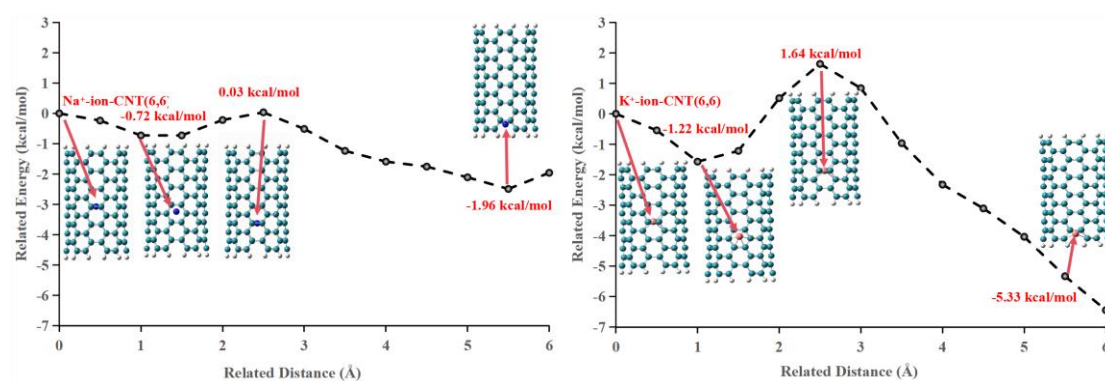 3
2
1
0
-1
-2
-3
-4
-5
-6
-7
Related Energy (kcal/mol)
0 1 2 3 4 5 6
Related Distance (Å)
Na⁺-ion-CNT(6,6)
-0.72 kcal/mol
0.03 kcal/mol
-1.96 kcal/mol
3
2
1
0
-1
-2
-3
-4
-5
-6
-7
Related Energy (kcal/mol)
0 1 2 3 4 5 6
Related Distance (Å)
K⁺-ion-CNT(6,6)
-1.22 kcal/mol
1.64 kcal/mol
-5.33 kcal/mol